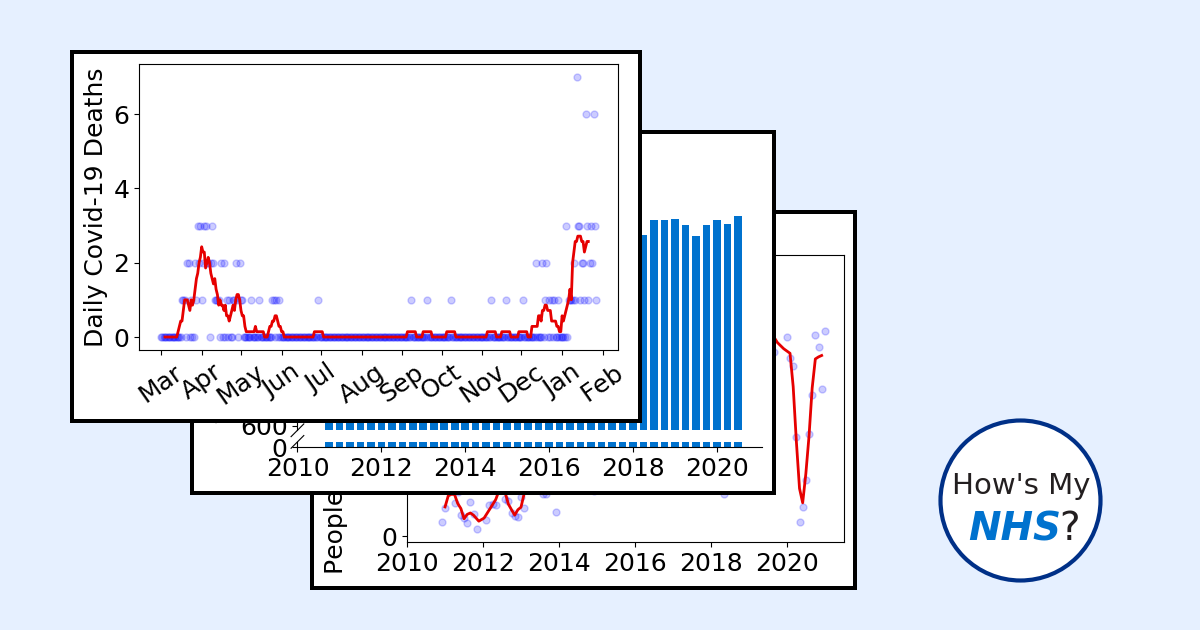 Daily Covid-19 Deaths
6
4
2
0
Mar Apr May Jun Jul Aug Sep Oct Nov Dec Jan Feb
600
0
2010 2012 2014 2016 2018 2020
People
0
2010 2012 2014 2016 2018 2020
How's My
NHS?